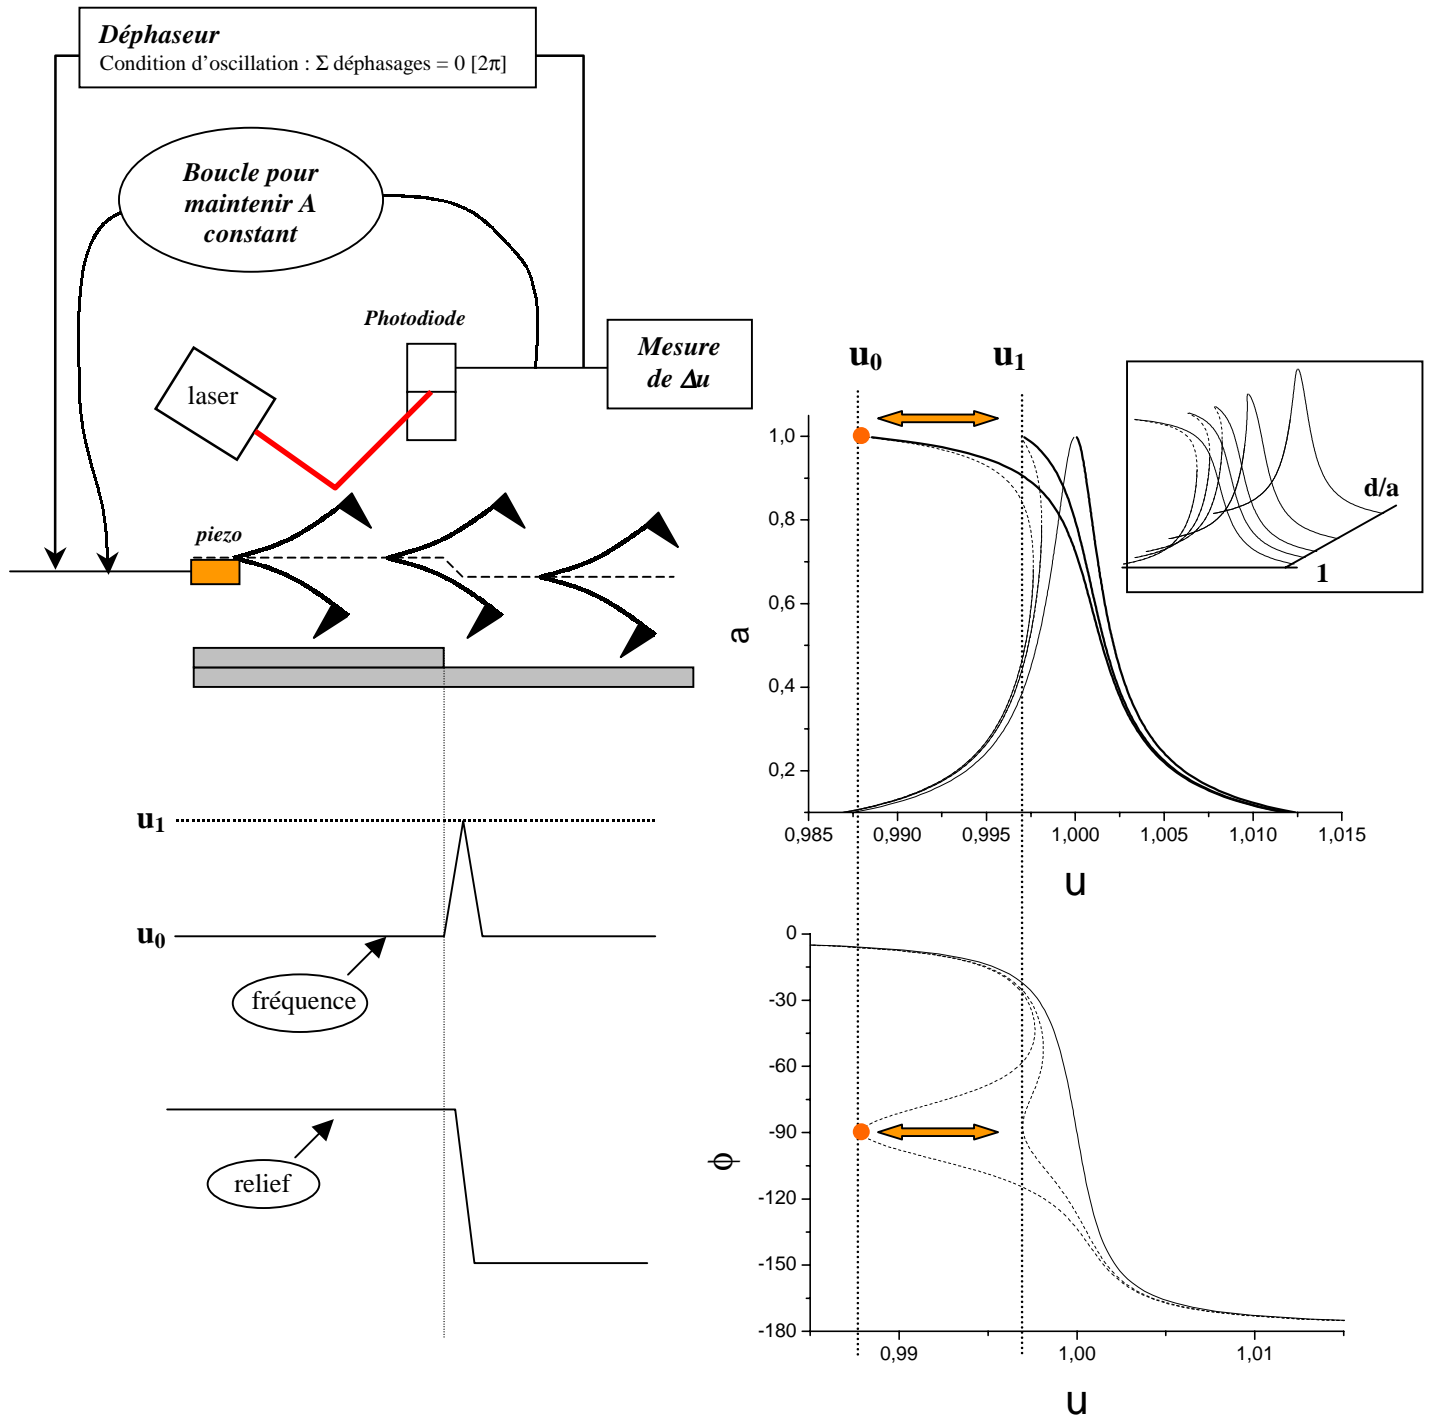 Déphaseur
Condition d'oscillation : Σ déphasages = 0 [2π]
Boucle pour
maintenir A
constant
Photodiode
laser
Mesure
de Δu
piezo
u1
u0
fréquence
relief
u0
u1
1,0
0,8
0,6
0,4
0,2
a
0,985
0,990
0,995
1,000
1,005
1,010
1,015
u
d/a
1
0
-30
-60
-90
-120
-150
-180
ϕ
0,99
1,00
1,01
u